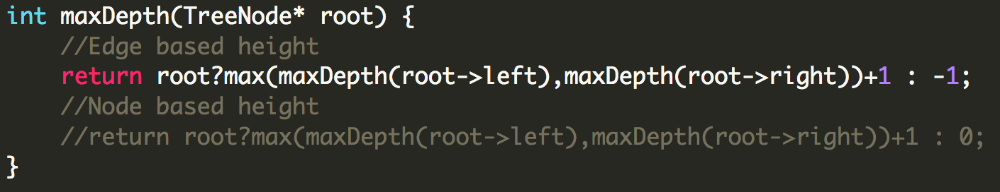 int maxDepth(TreeNode* root) {
    //Edge based height
    return root?max(maxDepth(root->left),maxDepth(root->right))+1 : -1;
    //Node based height
    //return root?max(maxDepth(root->left),maxDepth(root->right))+1 : 0;
}